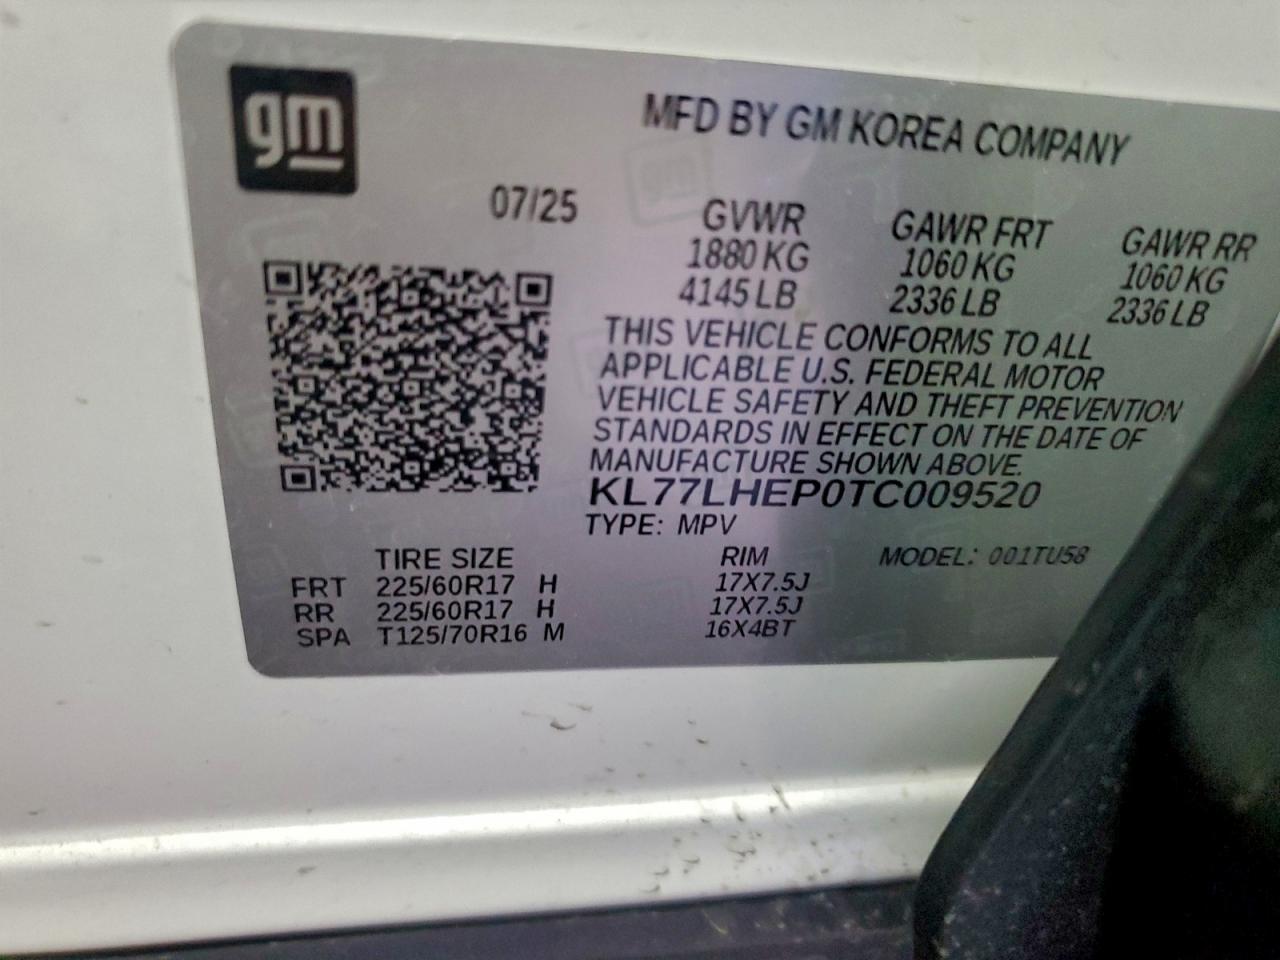 gm
MFD BY GM KOREA COMPANY
07/25
GVWR GAWR FRT GAWR RR
1880 KG 1060 KG 1060 KG
4145 LB 2336 LB 2336 LB
THIS VEHICLE CONFORMS TO ALL
APPLICABLE U.S. FEDERAL MOTOR
VEHICLE SAFETY AND THEFT PREVENTION
STANDARDS IN EFFECT ON THE DATE OF
MANUFACTURE SHOWN ABOVE.
KL77LHEP0TC009520
TYPE: MPV
TIRE SIZE RIM MODEL: 001TU58
FRT 225/60R17 H 17X7.5J
RR 225/60R17 H 17X7.5J
SPA T125/70R16 M 16X4BT